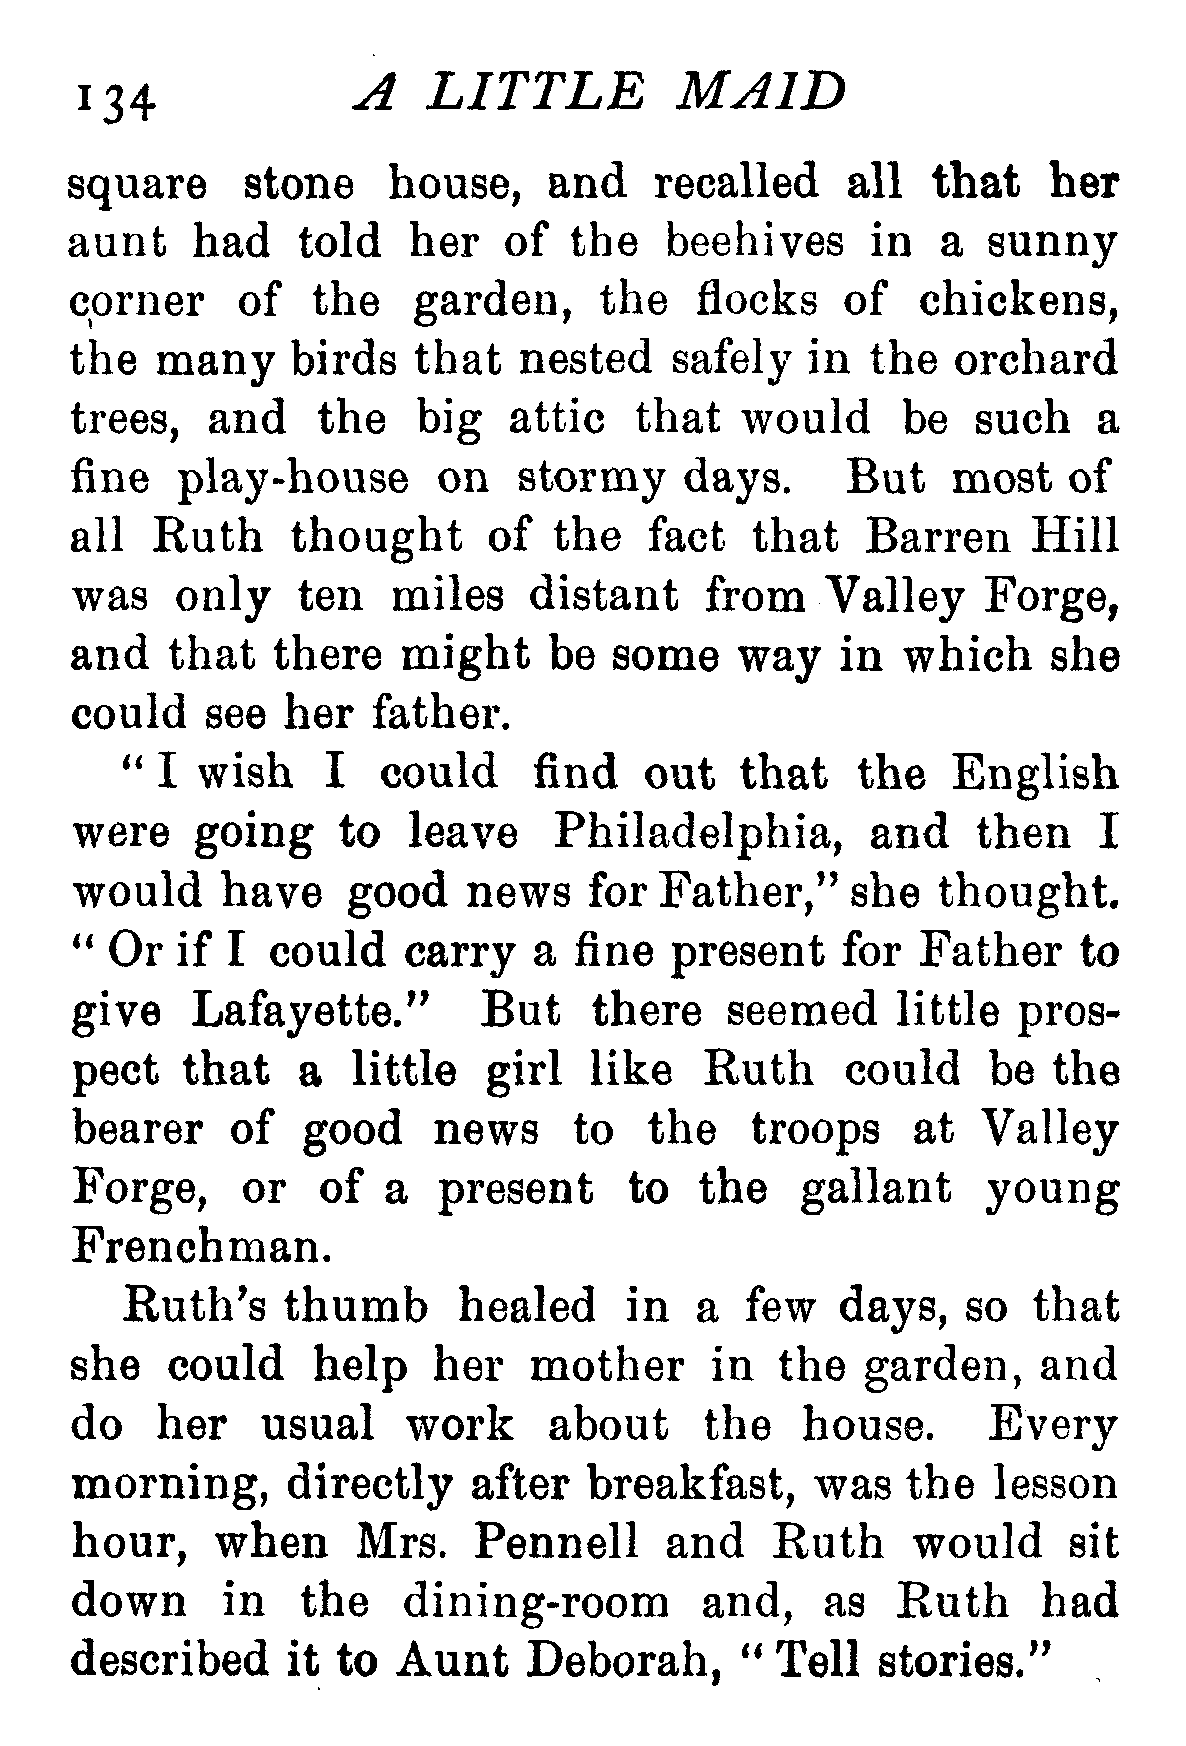 134 A LITTLE MAID
square stone house, and recalled all that her
aunt had told her of the beehives in a sunny
corner of the garden, the flocks of chickens,
the many birds that nested safely in the orchard
trees, and the big attic that would be such a
fine play-house on stormy days. But most of
all Ruth thought of the fact that Barren Hill
was only ten miles distant from Valley Forge,
and that there might be some way in which she
could see her father.
" I wish I could find out that the English
were going to leave Philadelphia, and then I
would have good news for Father," she thought.
" Or if I could carry a fine present for Father to
give Lafayette." But there seemed little pros-
pect that a little girl like Ruth could be the
bearer of good news to the troops at Valley
Forge, or of a present to the gallant young
Frenchman.
Ruth's thumb healed in a few days, so that
she could help her mother in the garden, and
do her usual work about the house. Every
morning, directly after breakfast, was the lesson
hour, when Mrs. Pennell and Ruth would sit
down in the dining-room and, as Ruth had
described it to Aunt Deborah, " Tell stories."